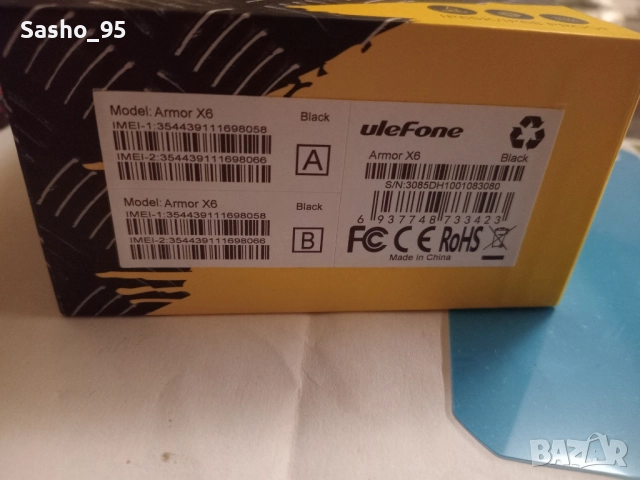 Sasho_95
Model: Armor X6
Black
IMEI-1:354439111698058
IMEI-2:354439111698066
A
Model: Armor X6
Black
IMEI-1:354439111698058
IMEI-2:354439111698066
B
uleFone
Armor X6
Black
S/N:3085DH1001083080
6 937748 733423
FC CE RoHS
Made in China
BAZAR